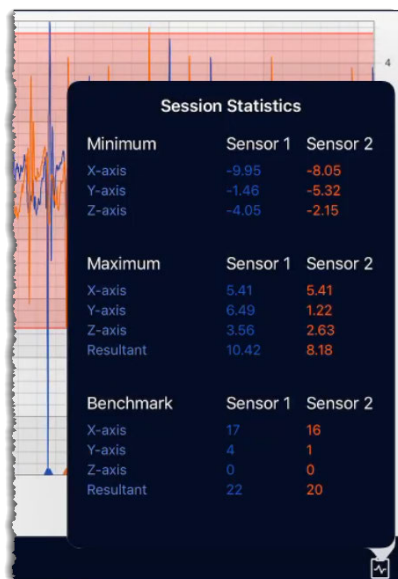 4
Session Statistics
Minimum Sensor 1 Sensor 2
X-axis -9.95 -8.05
Y-axis -1.46 -5.32
Z-axis -4.05 -2.15
Maximum Sensor 1 Sensor 2
X-axis 5.41 5.41
Y-axis 6.49 1.22
Z-axis 3.56 2.63
Resultant 10.42 8.18
Benchmark Sensor 1 Sensor 2
X-axis 17 16
Y-axis 4 1
Z-axis 0 0
Resultant 22 20